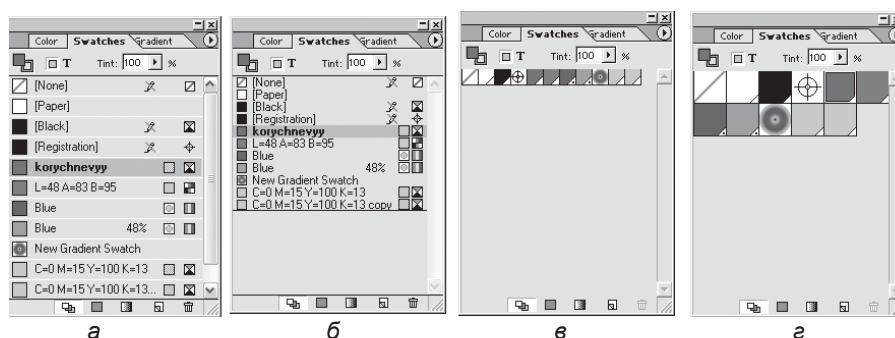 Color Swatches Gradient
T Tint: 100 %
[None]
[Paper]
[Black]
[Registration]
korychnevyy
L=48 A=83 B=95
Blue
Blue 48%
New Gradient Swatch
C=0 M=15 Y=100 K=13
C=0 M=15 Y=100 K=13...
а
Color Swatches Gradient
T Tint: 100 %
[None]
[Paper]
[Black]
[Registration]
korychnevyy
L=48 A=83 B=95
Blue
Blue 48%
New Gradient Swatch
C=0 M=15 Y=100 K=13
C=0 M=15 Y=100 K=13 copy
б
Color Swatches Gradient
T Tint: 100 %
в
Color Swatches Gradient
T Tint: 100 %
г